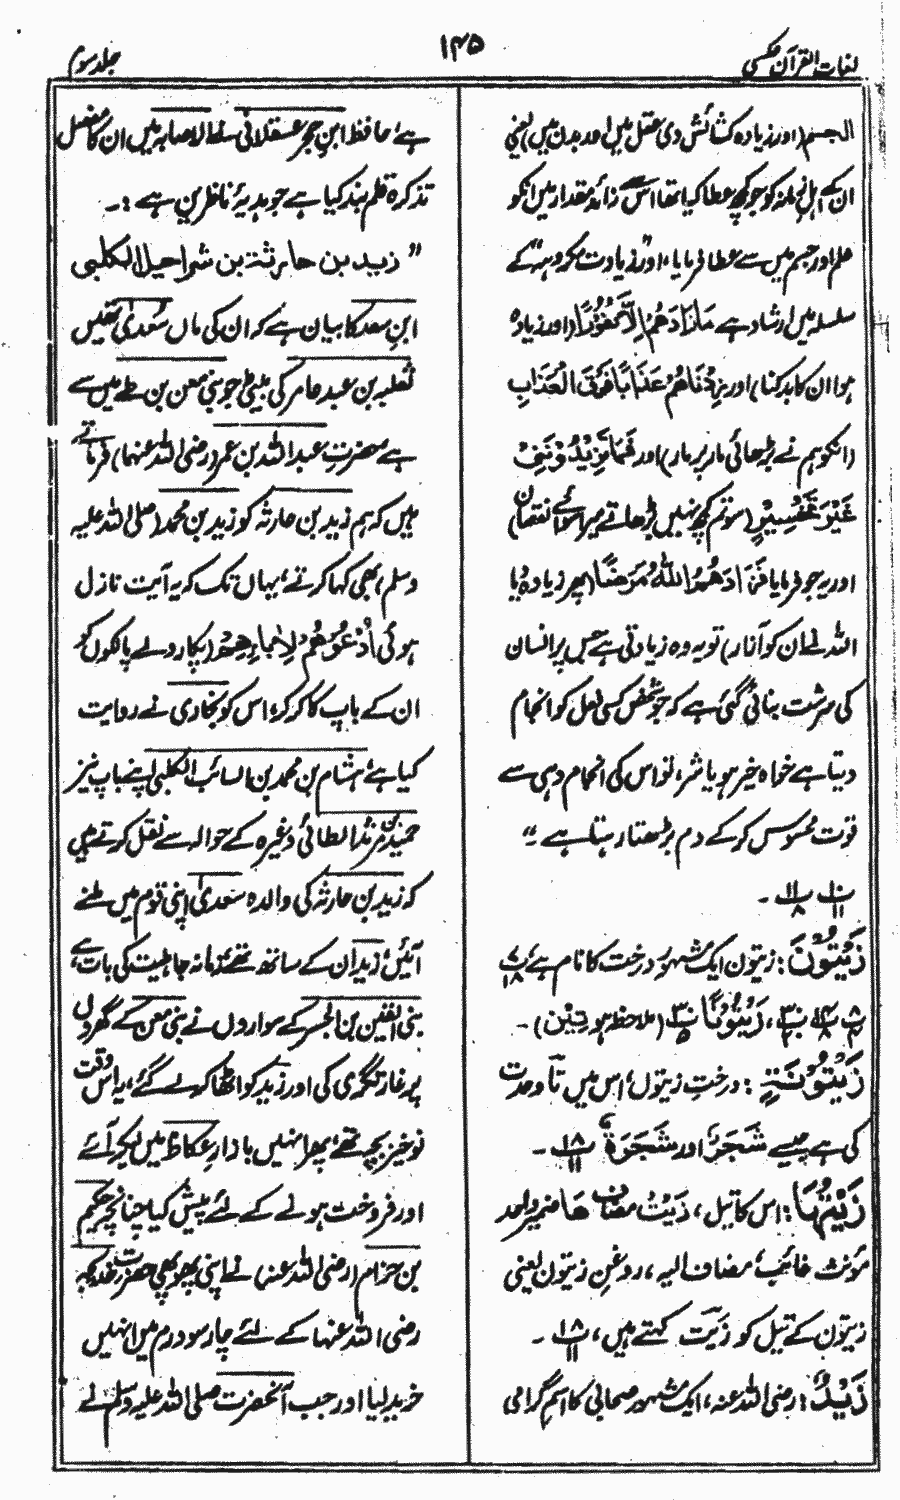 لغات القرآن عکسی
۱۴۵
جلد سوم
الجسم (اور زیادہ کشائش دی عقل میں اور بدن میں) یعنی
ان کے اہل زمانہ کو جو کچھ عطا کیا تھا اس سے زائد مقدار میں انکو
علم اور جسم میں سے عطا فرمایا، اور زیادت مکروہہ کے
سلسلہ میں ارشاد ہے مَازَادَهُمْ اِلَّا نُفُوْرًا (اور زیادہ
ہوا ان کا بدکنا) اور زِدْنَاهُمْ عَذَابًا فَوْقَ الْعَذَابِ
(انکو ہم نے بڑھائی مار پر مار) اور فَمَا تَزِيْدُوْنَنِيْ
غَيْرَ تَخْسِيْرٍ (سو تم کچھ نہیں بڑھاتے میرا سوائے نقصان)
اور یہ جو فرمایا فَزَادَهُمُ اللّٰهُ مَرَضًا (پھر زیادہ دیا
اللہ نے ان کو آزار) تو یہ وہ زیادتی ہے جس پر انسان
کی سرشت بنائی گئی ہے کہ جو شخص کسی فعل کو انجام
دیتا ہے خواہ خیر ہو یا شر، تو اس کی انجام دہی سے
قوت محسوس کر کے دم بڑھتا رہتا ہے ۔"
زَيْتُوْنَ: زیتون ایک مشہور درخت کا نام ہے،
زَيْتُوْنًا (ملاحظہ ہو تِیْن) ۔
زَيْتُوْنَةٍ: درختِ زیتون، اس میں تا وحدت
کی ہے جیسے شَجَرٌ اور شَجَرَةٌ ۔
زَيْتُهَا: اس کا تیل، زَيْتُ مضاف هَا ضمیر واحد
مؤنث غائب، مضاف الیہ، روغنِ زیتون یعنی
زیتون کے تیل کو زیت کہتے ہیں،
زَيْدٌ: رضی اللہ عنہ، ایک مشہور صحابی کا اسم گرامی
ہے، حافظ ابن حجر عسقلانی نے الاصابہ میں ان کا مفصل
تذکرہ قلم بند کیا ہے جو ہدیۂ ناظرین ہے :۔
" زید بن حارثۃ بن شراحیل الکلبی
ابن سعد کا بیان ہے کہ ان کی ماں سُعْدیٰ تھیں
ثعلبہ بن عبد عامر کی بیٹی جو بنی معن بن طے میں سے
ہے حضرت عبداللہ بن عمر (رضی اللہ عنہما) فرماتے
ہیں کہ ہم زید بن حارثہ کو زید بن محمد (صلی اللہ علیہ
وسلم) ہی کہا کرتے تھے، یہاں تک کہ یہ آیت نازل
ہوئی اُدْعُوْهُمْ لِاٰبَآئِهِمْ (پکارو لے پالکوں کو
ان کے باپ کا کر کر، اس کو بخاری نے روایت
کیا ہے، ہشام بن محمد بن السائب الکلبی اپنے باپ نیز
حمید بن مرثد الطائی وغیرہ کے حوالہ سے نقل کرتے ہیں
کہ زید بن حارثہ کی والدہ سُعدیٰ اپنی قوم میں ملنے
آئیں، زید ان کے ساتھ تھے، زمانہ جاہلیت کی بات ہے،
بنی القین بن الجسر کے سواروں نے بنی معن کے گھروں
پر غارتگری کی اور زید کو اٹھا کر لے گئے، یہ اس وقت
نوخیز بچے تھے، پھر انہیں بازارِ عکاظ میں لیکر آئے
اور فروخت ہونے کے لئے پیش کیا چنانچہ حکیم
بن حزام (رضی اللہ عنہ) نے اپنی پھوپھی حضرت خدیجہ
رضی اللہ عنہا کے لئے چار سو درہم میں انہیں
خرید لیا اور جب آنحضرت صلی اللہ علیہ وسلم نے